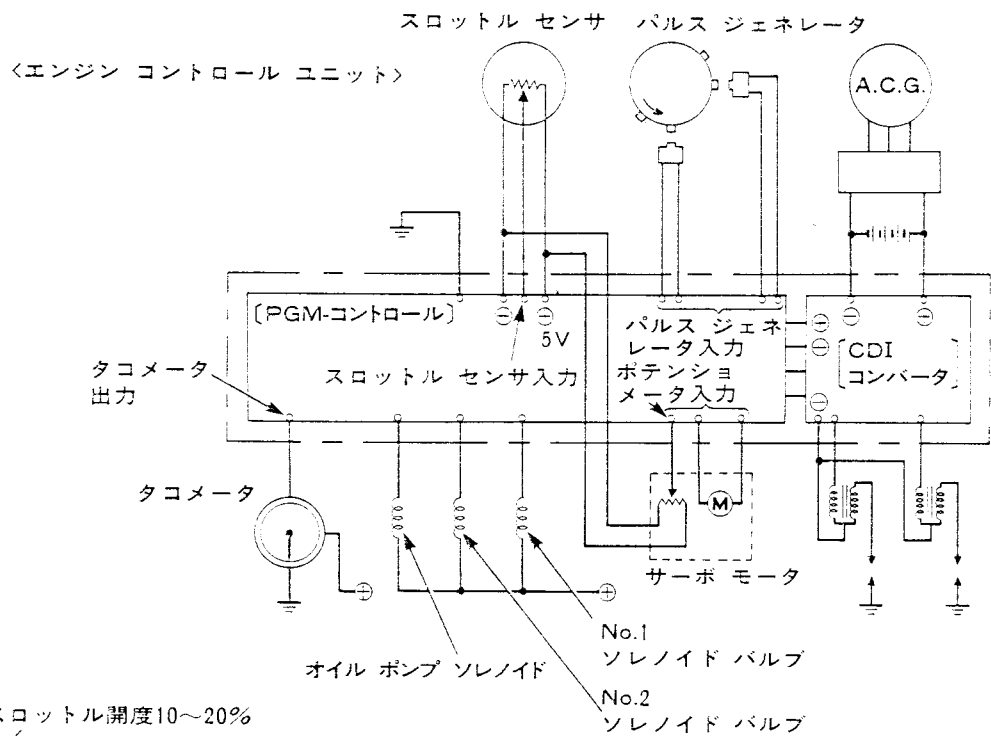 スロットル センサ
パルス ジェネレータ
〈エンジン コントロール ユニット〉
A.C.G.
〔PGM-コントロール〕
⊖
⊖
5V
スロットル センサ入力
パルス ジェネ
レータ入力
ポテンショ
メータ入力
⊕
⊖
⊖
⊖
⊖
CDI
コンバータ
タコメータ
出力
タコメータ
M
サーボ モータ
⊕
⊕
オイル ポンプ ソレノイド
No.1
ソレノイド バルブ
No.2
ソレノイド バルブ
スロットル開度10〜20%